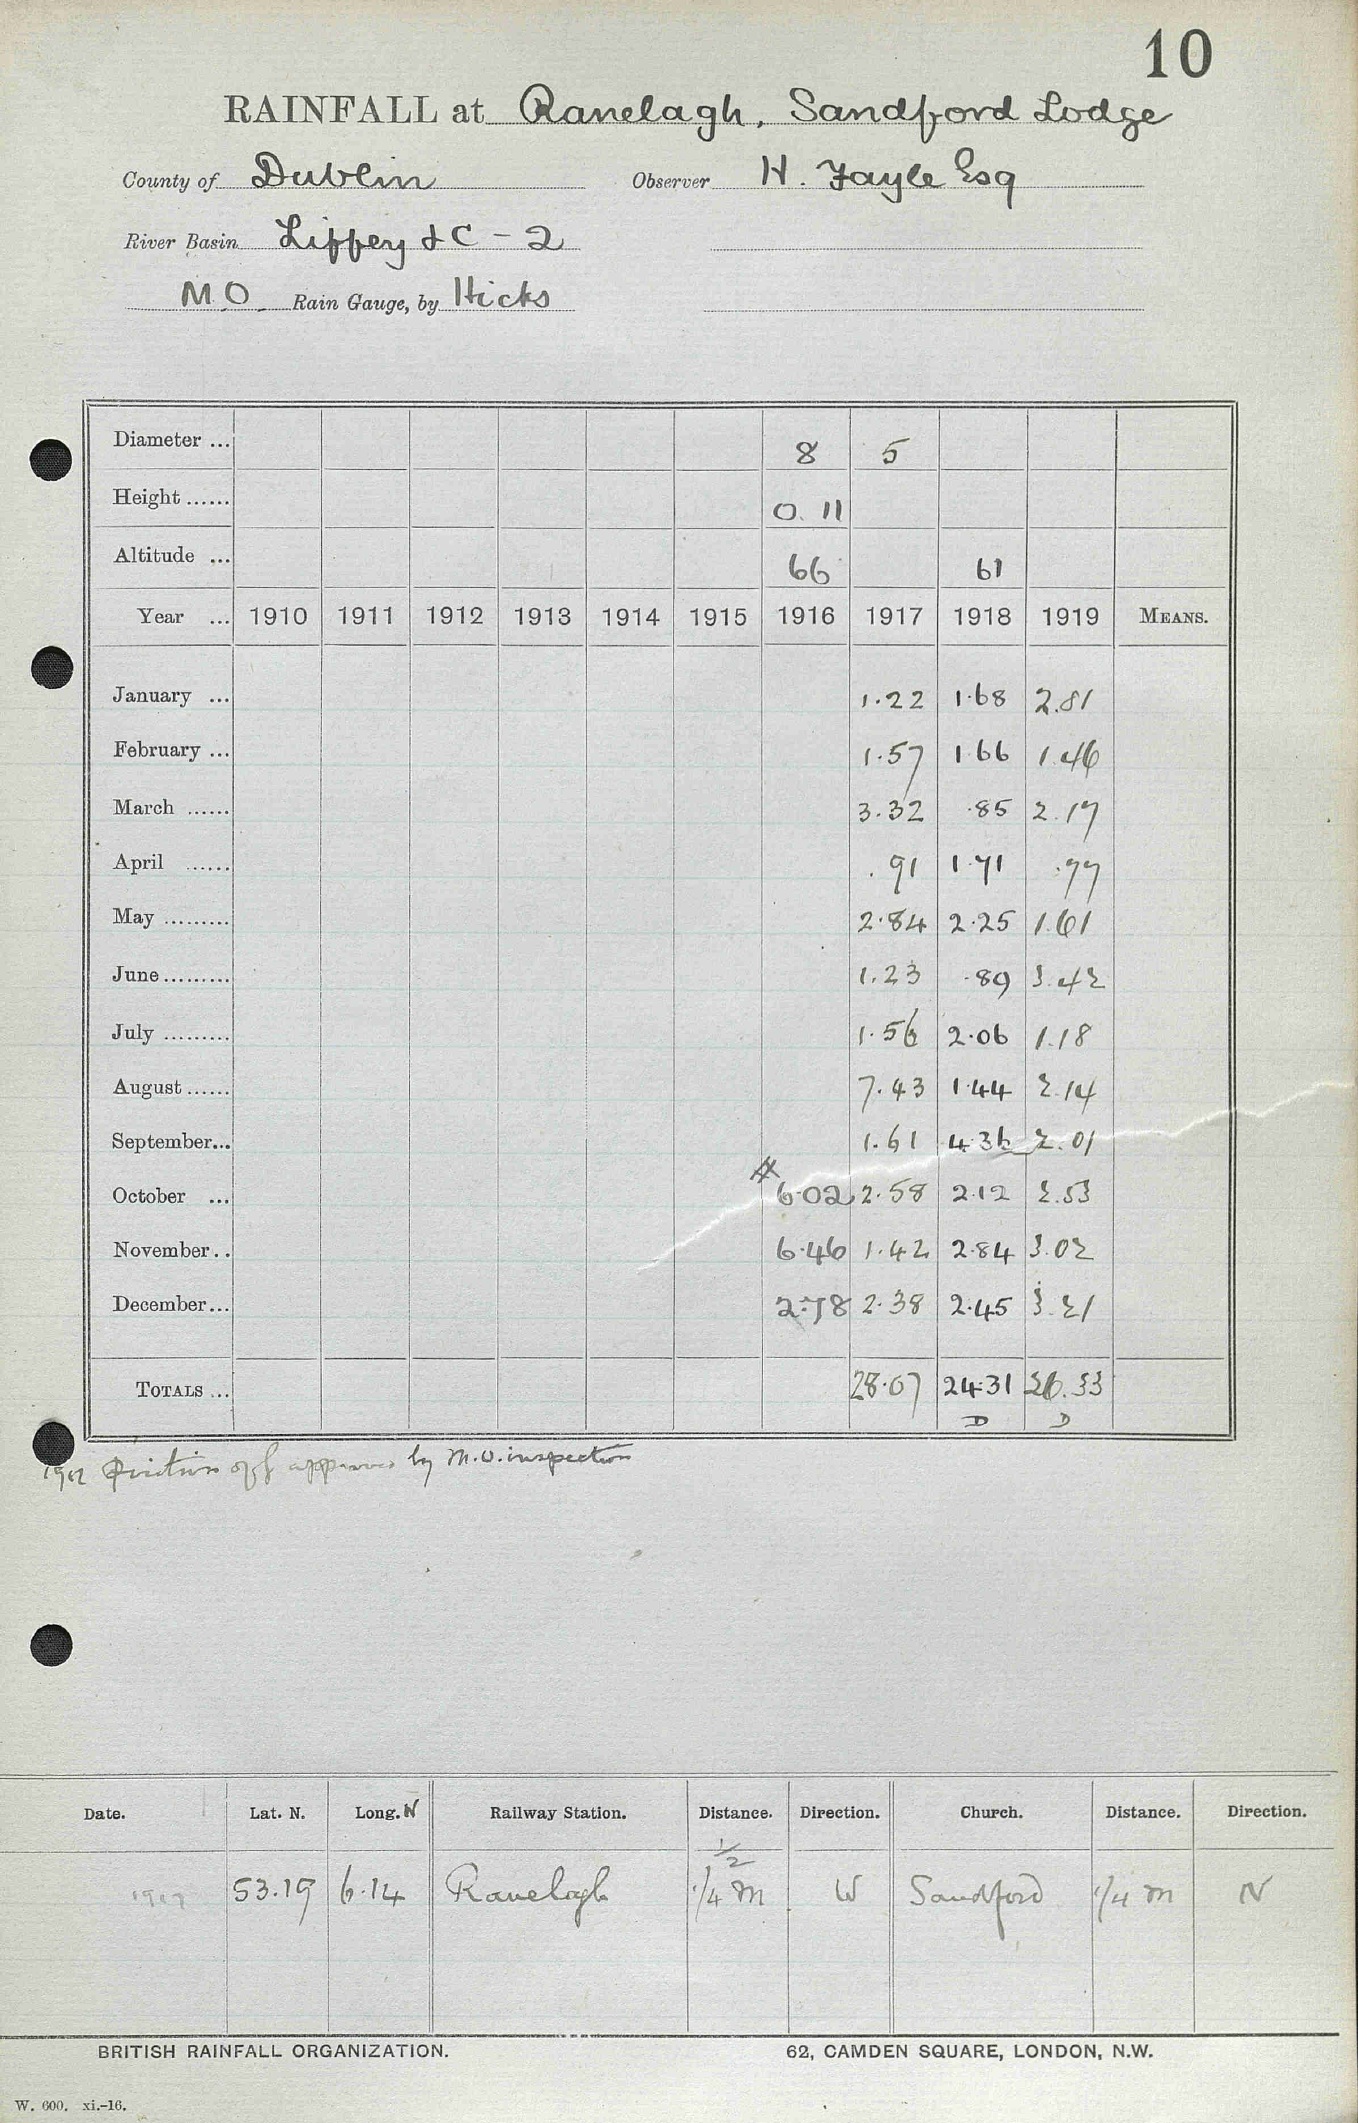 10
RAINFALL at Ranelagh, Sandford Lodge
County of Dublin Observer H. Fayle Esq
River Basin Liffey &C - 2
M.O. Rain Gauge, by Hicks
Diameter ... 8 5
Height ...... 0. 11
Altitude ... 66 61
Year ... 1910 1911 1912 1913 1914 1915 1916 1917 1918 1919 MEANS.
January ... 1.22 1.68 2.81
February ... 1.57 1.66 1.46
March ...... 3.32 .85 2.17
April ...... .91 1.71 .77
May ......... 2.84 2.25 1.61
June ......... 1.23 .89 3.42
July ......... 1.56 2.06 1.18
August ...... 7.43 1.44 2.14
September... 1.61 4.36 2.01
October ... # 6.02 2.58 2.12 2.53
November.. 6.46 1.42 2.84 3.02
December... 2.78 2.38 2.45 3.21
TOTALS ... 28.07 24.31 26.33
D D
Position of approved by M.O. inspection
Date. Lat. N. Long. W Railway Station. Distance. Direction. Church. Distance. Direction.
1/2
1917 53.19 6.14 Ranelagh 1/4 m W Sandford 1/4 m N
BRITISH RAINFALL ORGANIZATION. 62, CAMDEN SQUARE, LONDON, N.W.
W. 600. xi.-16.